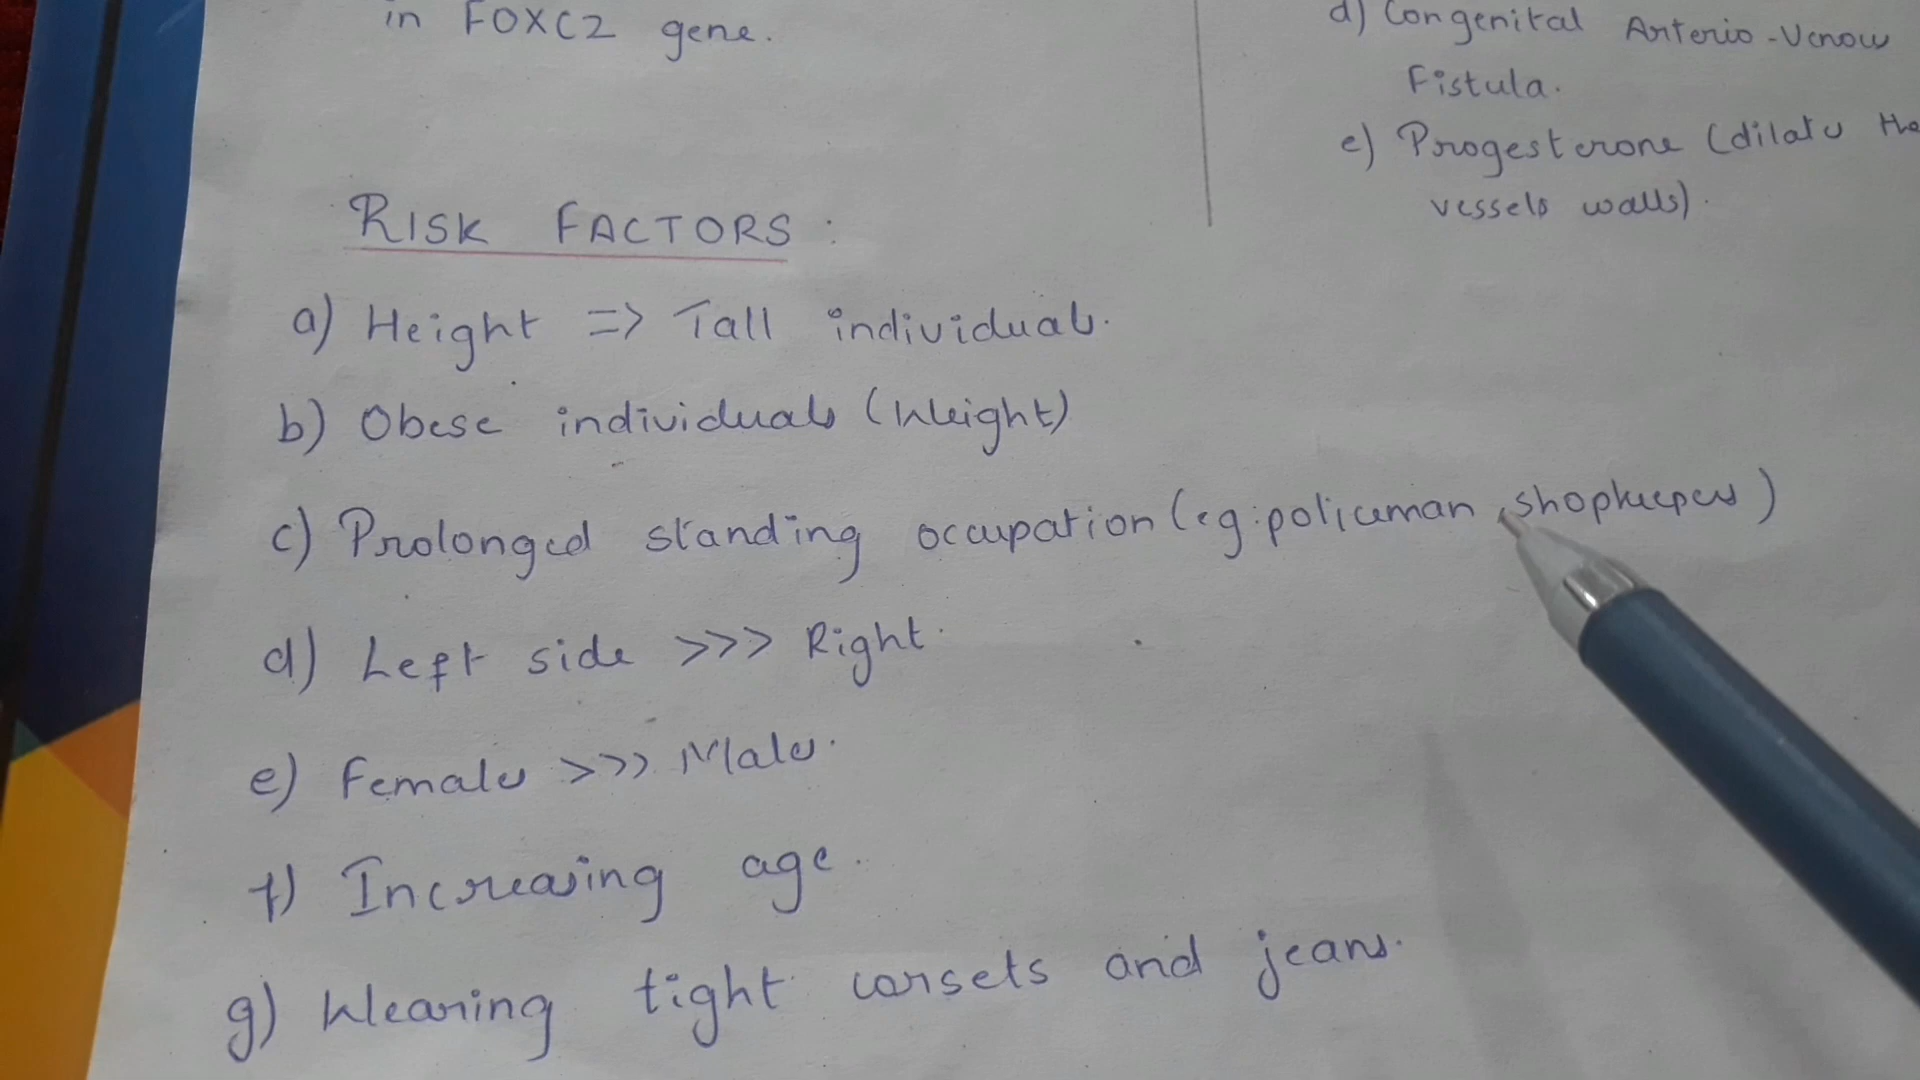 in FOXC2 gene.
d) Congenital Arterio-Venous
Fistula.
e) Progesterone (dilates the
vessels walls).
RISK FACTORS :
a) Height => Tall individuals.
b) Obese individuals (Weight)
c) Prolonged standing occupation (eg: policeman, shopkeepers)
d) Left side >>> Right.
e) Females >>> Males.
f) Increasing age.
g) Wearing tight corsets and jeans.